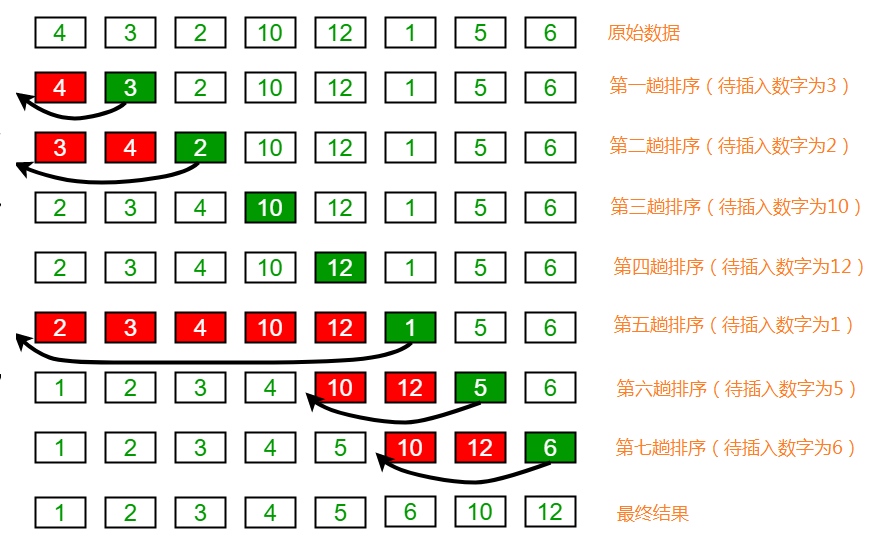 4 3 2 10 12 1 5 6 原始数据
4 3 2 10 12 1 5 6 第一趟排序（待插入数字为3）
3 4 2 10 12 1 5 6 第二趟排序（待插入数字为2）
2 3 4 10 12 1 5 6 第三趟排序（待插入数字为10）
2 3 4 10 12 1 5 6 第四趟排序（待插入数字为12）
2 3 4 10 12 1 5 6 第五趟排序（待插入数字为1）
1 2 3 4 10 12 5 6 第六趟排序（待插入数字为5）
1 2 3 4 5 10 12 6 第七趟排序（待插入数字为6）
1 2 3 4 5 6 10 12 最终结果